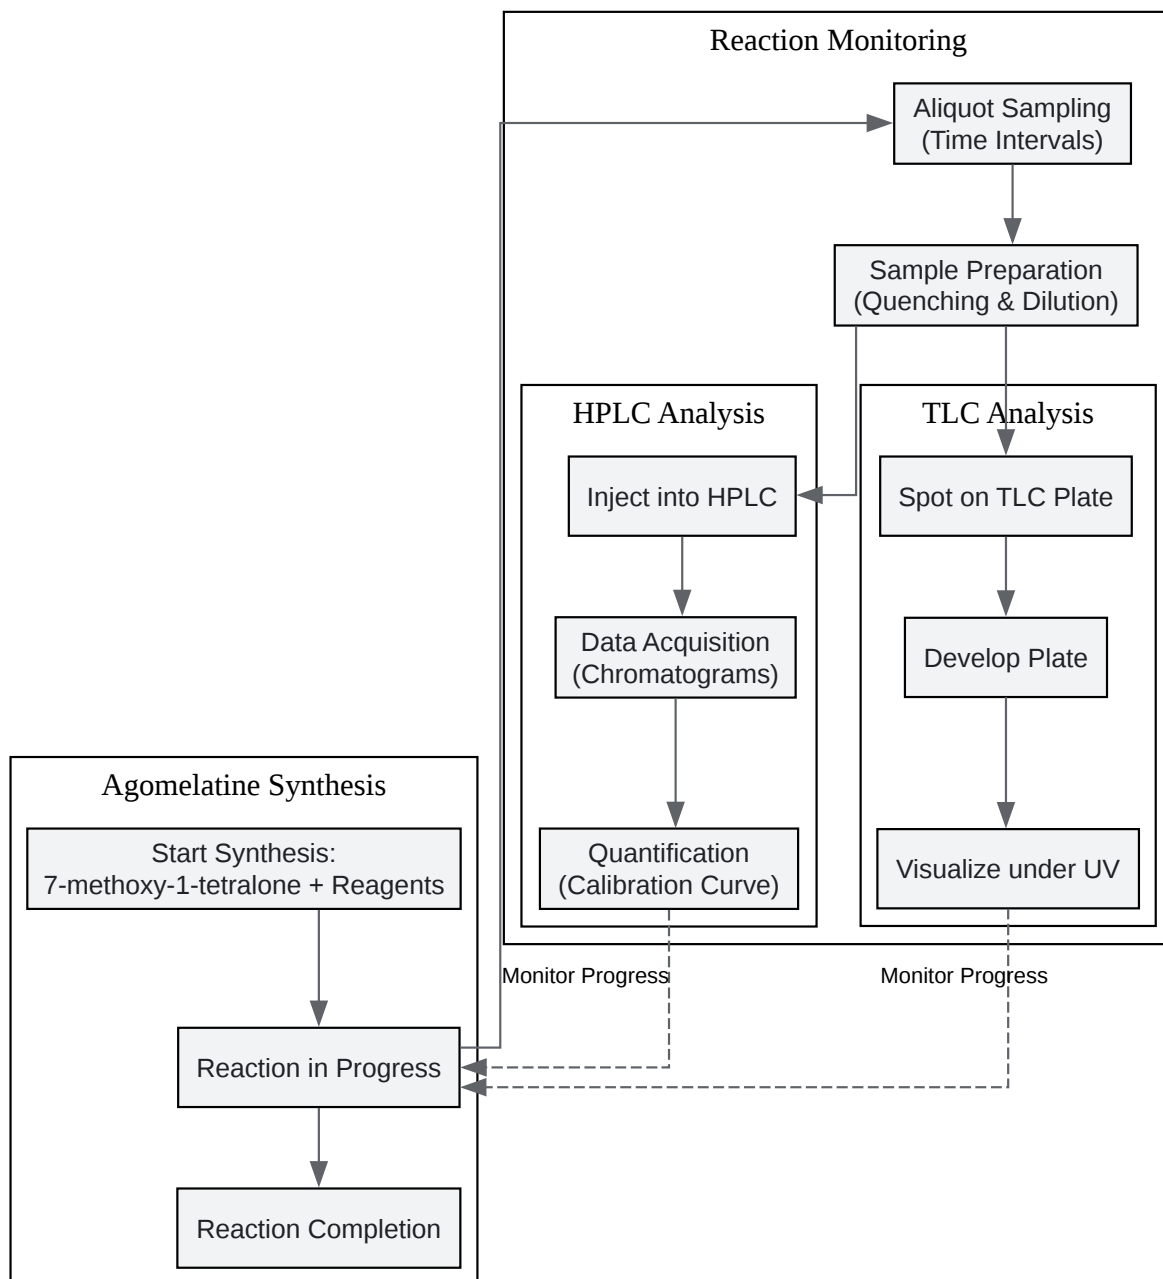 Reaction Monitoring
Aliquot Sampling
(Time Intervals)
Sample Preparation
(Quenching & Dilution)
HPLC Analysis
Inject into HPLC
Data Acquisition
(Chromatograms)
Quantification
(Calibration Curve)
TLC Analysis
Spot on TLC Plate
Develop Plate
Visualize under UV
Monitor Progress
Monitor Progress
Agomelatine Synthesis
Start Synthesis:
7-methoxy-1-tetralone + Reagents
Reaction in Progress
Reaction Completion